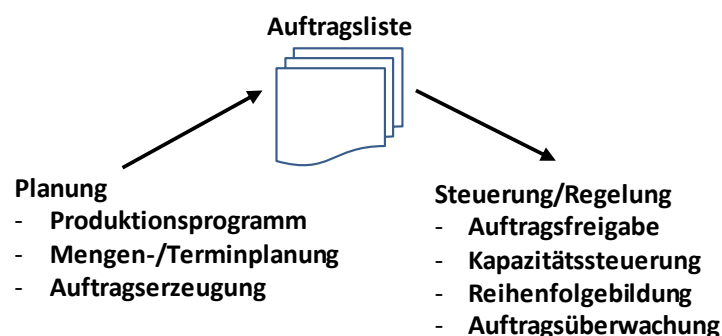 Auftragsliste
Planung
- Produktionsprogramm
- Mengen-/Terminplanung
- Auftragserzeugung
Steuerung/Regelung
- Auftragsfreigabe
- Kapazitätssteuerung
- Reihenfolgebildung
- Auftragsüberwachung